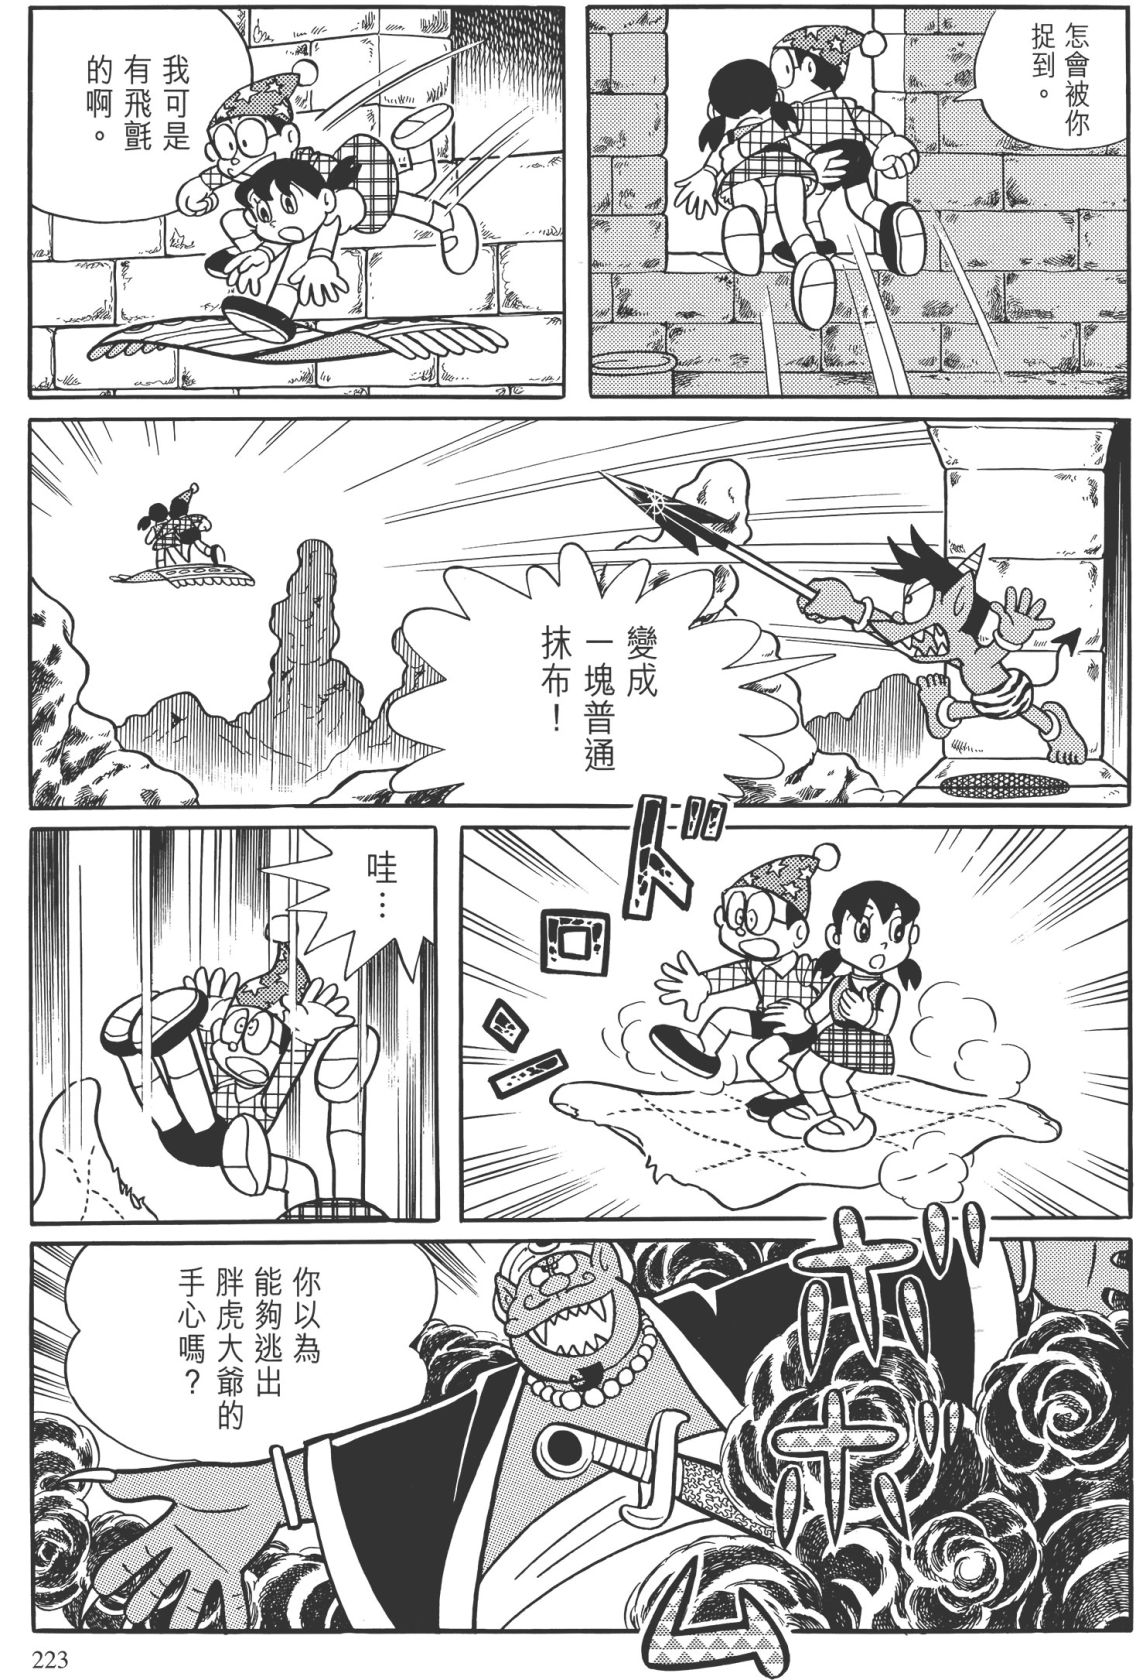 怎會被你
捉到。
我可是
有飛氈
的啊。
變成
一塊普通
抹布！
ドロン
哇…
你以為
能夠逃出
胖虎大爺的
手心嗎？
ボボボム
223